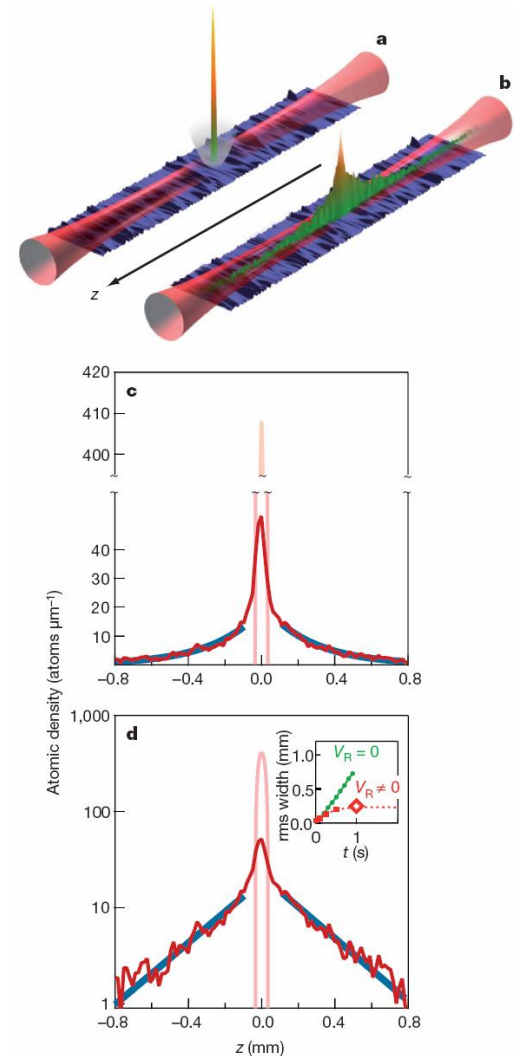 a
b
z
420
c
410
400
~ ~ ~
~ ~ ~ ~
40
30
20
10
−0.8 −0.4 0.0 0.4 0.8
Atomic density (atoms μm⁻¹)
1,000
d
100
10
1
rms width (mm)
1.0
0.5
0.0
V_R = 0
V_R ≠ 0
0 1
t (s)
−0.8 −0.4 0.0 0.4 0.8
z (mm)